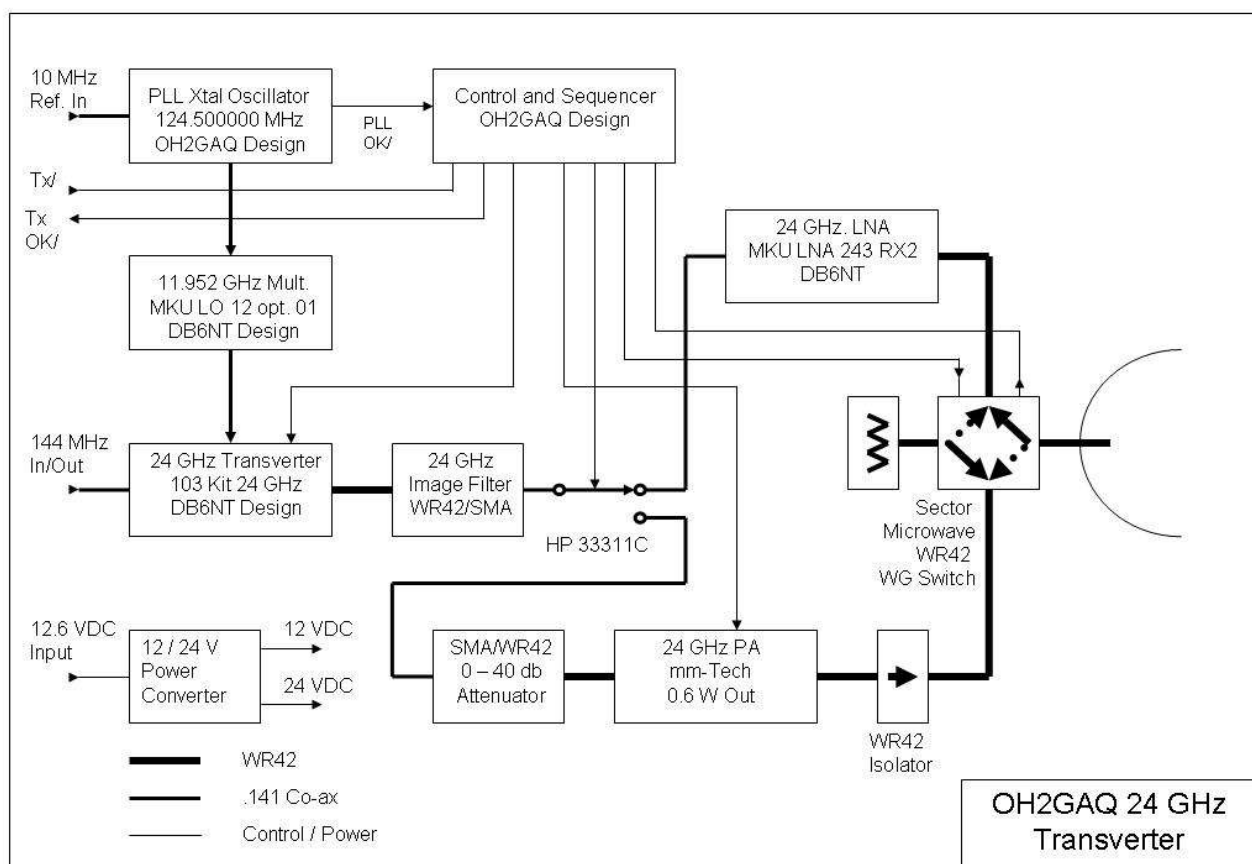 10 MHz
Ref. In
PLL Xtal Oscillator
124.500000 MHz
OH2GAQ Design
PLL
OK/
Control and Sequencer
OH2GAQ Design
Tx/
Tx
OK/
11.952 GHz Mult.
MKU LO 12 opt. 01
DB6NT Design
24 GHz. LNA
MKU LNA 243 RX2
DB6NT
144 MHz
In/Out
24 GHz Transverter
103 Kit 24 GHz
DB6NT Design
24 GHz
Image Filter
WR42/SMA
HP 33311C
Sector
Microwave
WR42
WG Switch
12.6 VDC
Input
12 / 24 V
Power
Converter
12 VDC
24 VDC
SMA/WR42
0 – 40 db
Attenuator
24 GHz PA
mm-Tech
0.6 W Out
WR42
Isolator
WR42
.141 Co-ax
Control / Power
OH2GAQ 24 GHz
Transverter